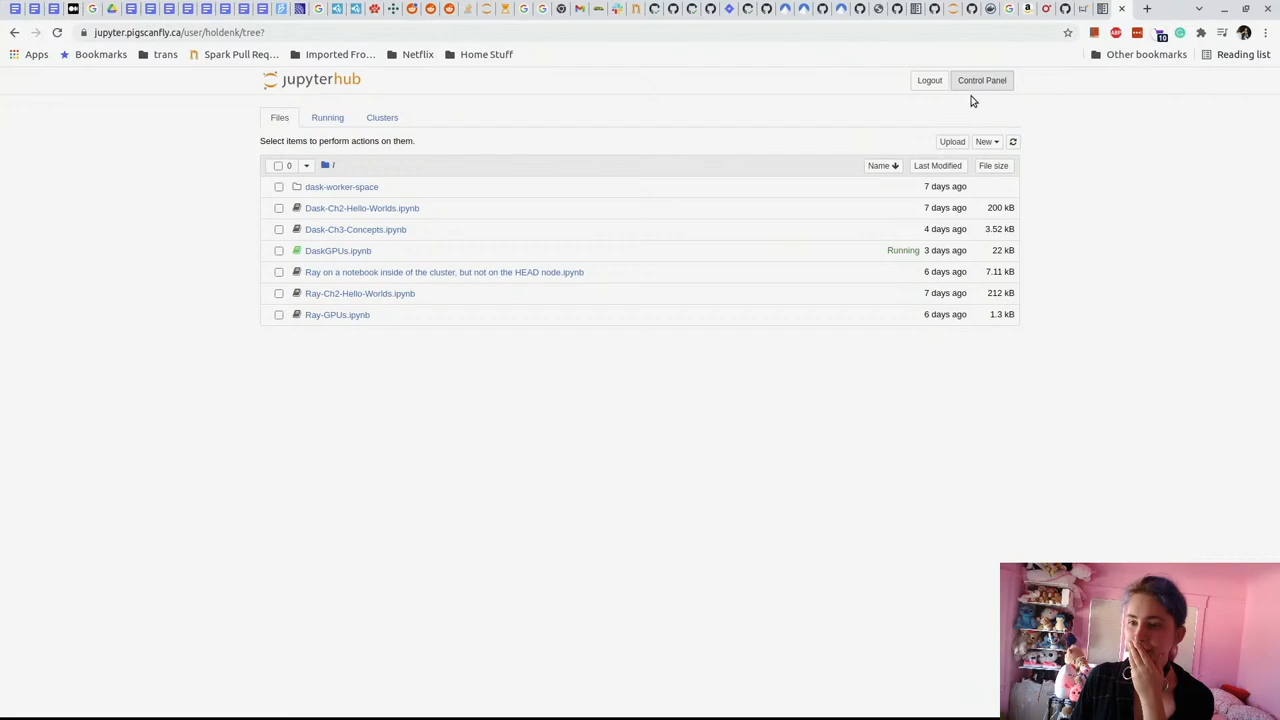 jupyter.pigscanfly.ca/user/holdenk/tree?
10
Apps
Bookmarks
trans
Spark Pull Req...
Imported Fro...
Netflix
Home Stuff
Other bookmarks
Reading list
jupyterhub
Logout
Control Panel
Files
Running
Clusters
Select items to perform actions on them.
Upload
New
0
/
Name
Last Modified
File size
dask-worker-space
7 days ago
Dask-Ch2-Hello-Worlds.ipynb
7 days ago
200 kB
Dask-Ch3-Concepts.ipynb
4 days ago
3.52 kB
DaskGPUs.ipynb
Running
3 days ago
22 kB
Ray on a notebook inside of the cluster, but not on the HEAD node.ipynb
6 days ago
7.11 kB
Ray-Ch2-Hello-Worlds.ipynb
7 days ago
212 kB
Ray-GPUs.ipynb
6 days ago
1.3 kB